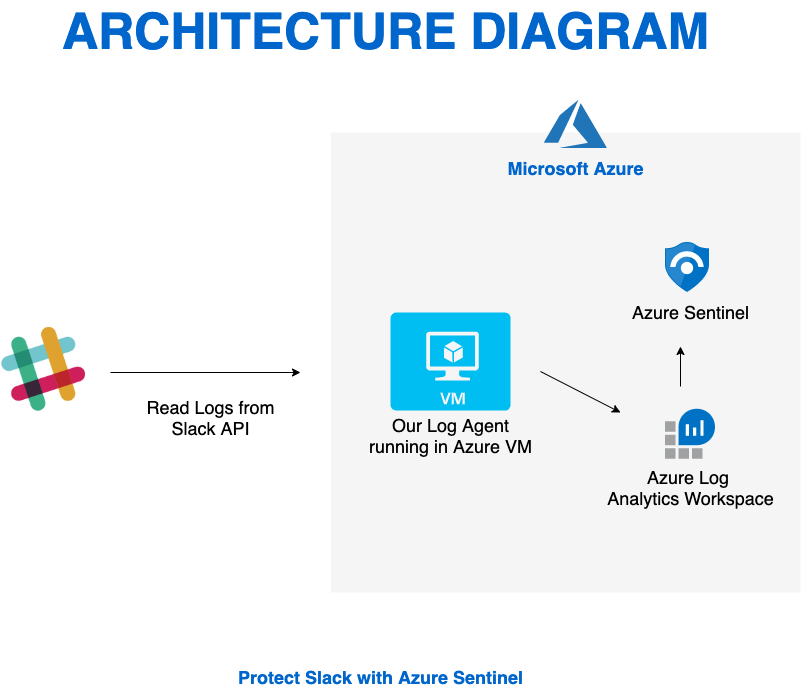 ARCHITECTURE DIAGRAM
Microsoft Azure
Azure Sentinel
Read Logs from
Slack API
VM
Our Log Agent
running in Azure VM
Azure Log
Analytics Workspace
Protect Slack with Azure Sentinel